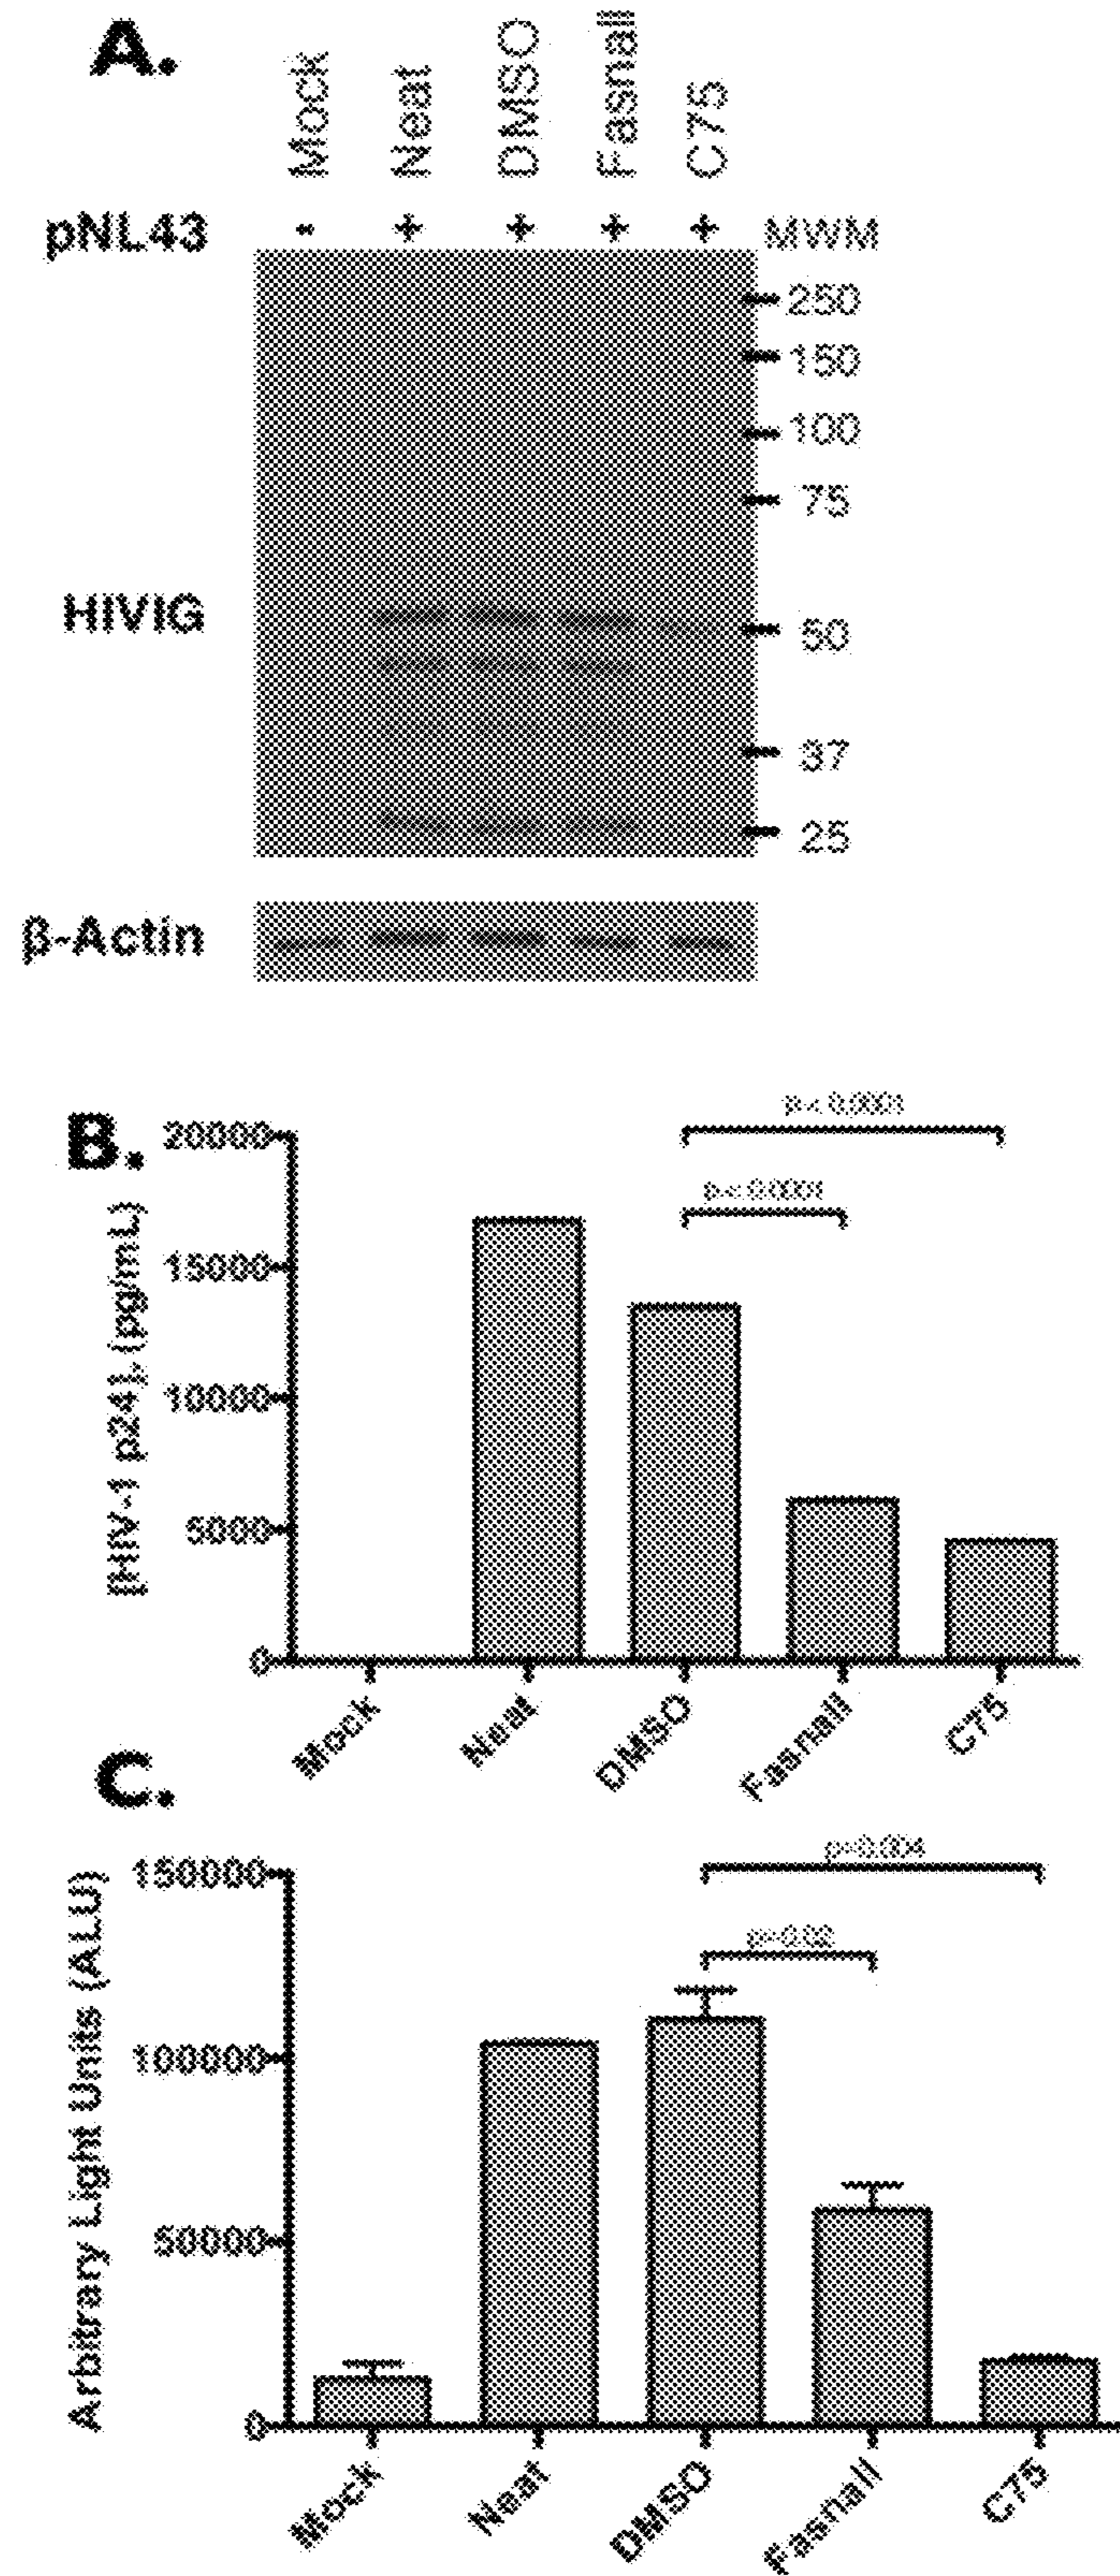 A.
Mock Neat DMSO Fasnall C75
pNL43 - + + + + MWM
250
150
100
75
HIVIG
50
37
25
β-Actin
B.
p<0.0001
p<0.0001
[HIV-1 p24], (pg/mL)
20000
15000
10000
5000
0
Mock Neat DMSO Fasnall C75
C.
p=0.004
p=0.02
Arbitrary Light Units (ALU)
150000
100000
50000
0
Mock Neat DMSO Fasnall C75